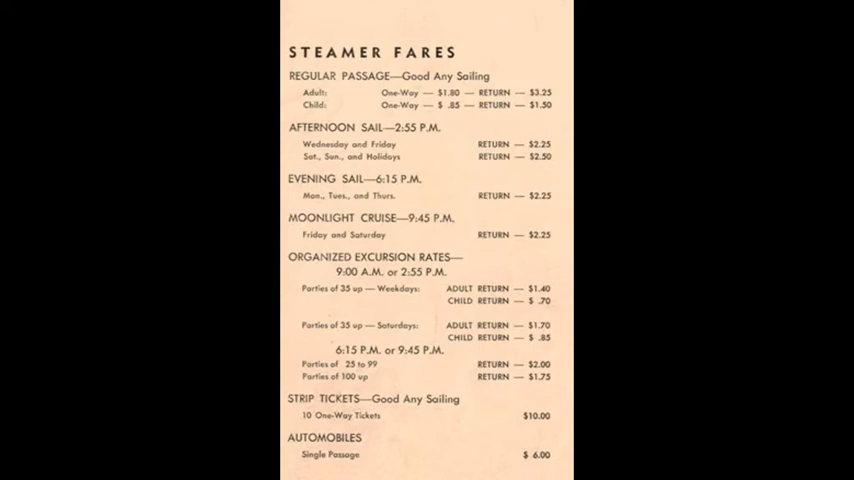 STEAMER FARES
REGULAR PASSAGE—Good Any Sailing
Adult: One-Way — $1.80 — RETURN — $3.25
Child: One-Way — $ .85 — RETURN — $1.50
AFTERNOON SAIL—2:55 P.M.
Wednesday and Friday RETURN — $2.25
Sat., Sun., and Holidays RETURN — $2.50
EVENING SAIL—6:15 P.M.
Mon., Tues., and Thurs. RETURN — $2.25
MOONLIGHT CRUISE—9:45 P.M.
Friday and Saturday RETURN — $2.25
ORGANIZED EXCURSION RATES—
9:00 A.M. or 2:55 P.M.
Parties of 35 up — Weekdays: ADULT RETURN — $1.40
CHILD RETURN — $ .70
Parties of 35 up — Saturdays: ADULT RETURN — $1.70
CHILD RETURN — $ .85
6:15 P.M. or 9:45 P.M.
Parties of 25 to 99 RETURN — $2.00
Parties of 100 up RETURN — $1.75
STRIP TICKETS—Good Any Sailing
10 One-Way Tickets $10.00
AUTOMOBILES
Single Passage $ 6.00